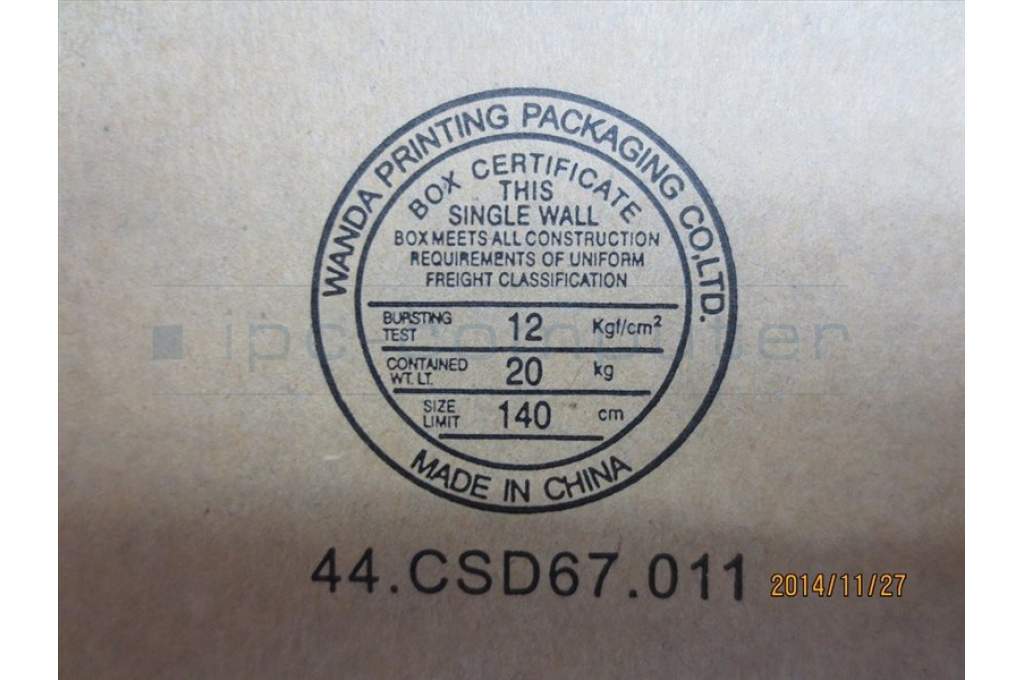 WANDA PRINTING PACKAGING CO,LTD.
BOX CERTIFICATE
THIS
SINGLE WALL
BOX MEETS ALL CONSTRUCTION
REQUIREMENTS OF UNIFORM
FREIGHT CLASSIFICATION
BURSTING TEST 12 Kgf/cm²
CONTAINED WT. LT. 20 kg
SIZE LIMIT 140 cm
MADE IN CHINA
ipc-computer
44.CSD67.011
2014/11/27